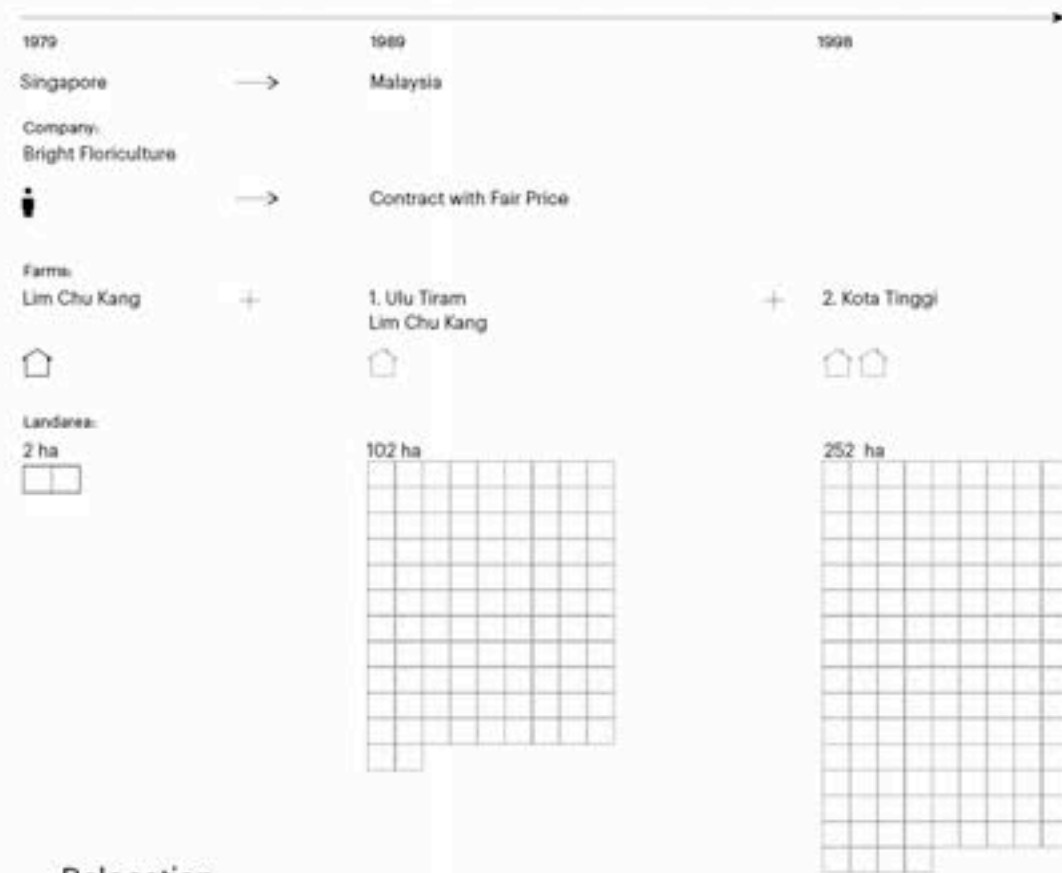 1979 1989 1998
Singapore Malaysia
Company:
Bright Floriculture
Contract with Fair Price
Farms:
Lim Chu Kang + 1. Ulu Tiram + 2. Kota Tinggi
Lim Chu Kang
Landarea:
2 ha 102 ha 252 ha